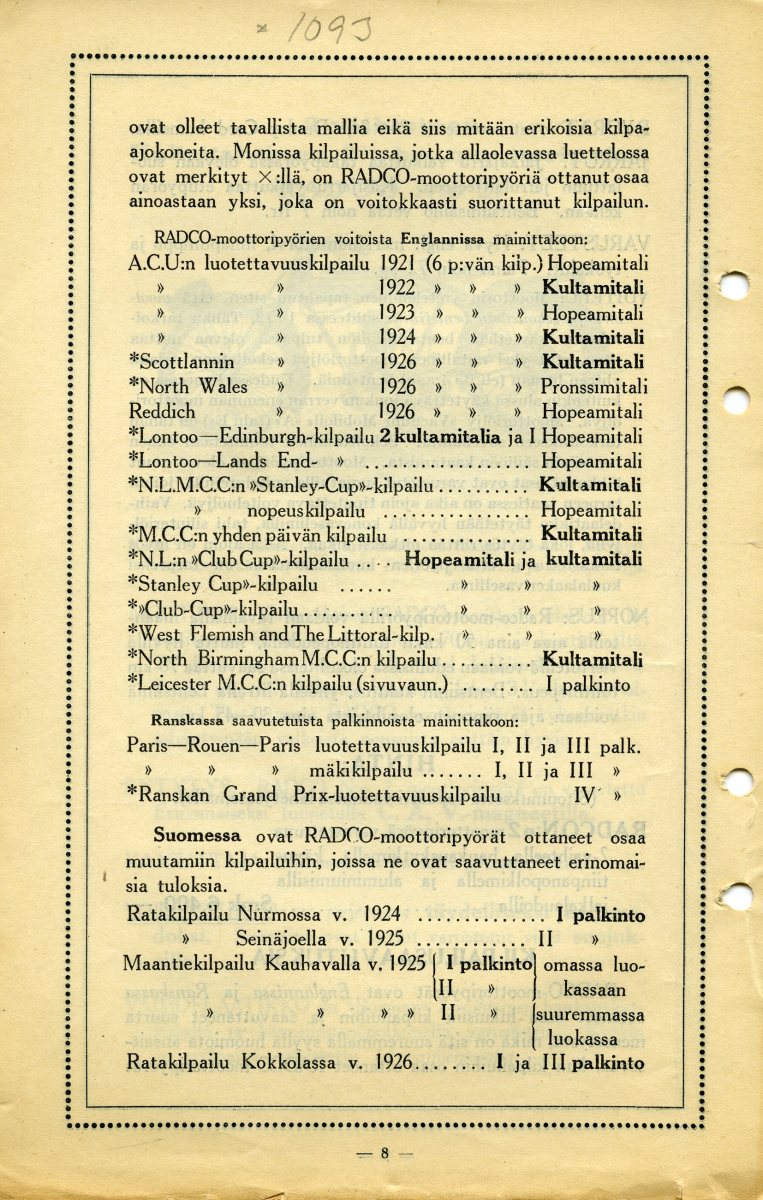 * 1093
ovat olleet tavallista mallia eikä siis mitään erikoisia kilpa-
ajokoneita. Monissa kilpailuissa, jotka allaolevassa luettelossa
ovat merkityt ×:llä, on RADCO-moottoripyöriä ottanut osaa
ainoastaan yksi, joka on voitokkaasti suorittanut kilpailun.
RADCO-moottoripyörien voitoista Englannissa mainittakoon:
A.C.U:n luotettavuuskilpailu 1921 (6 p:vän kilp.) Hopeamitali
» » 1922 » » » Kultamitali
» » 1923 » » » Hopeamitali
» » 1924 » » » Kultamitali
*Scottlannin » 1926 » » » Kultamitali
*North Wales » 1926 » » » Pronssimitali
Reddich » 1926 » » » Hopeamitali
*Lontoo—Edinburgh-kilpailu 2 kultamitalia ja I Hopeamitali
*Lontoo—Lands End- » .................. Hopeamitali
*N.L.M.C.C:n »Stanley-Cup»-kilpailu .......... Kultamitali
» nopeuskilpailu ................ Hopeamitali
*M.C.C:n yhden päivän kilpailu .............. Kultamitali
*N.L:n »Club Cup»-kilpailu .... Hopeamitali ja kultamitali
*Stanley Cup»-kilpailu ...... » » »
*»Club-Cup»-kilpailu ............ » » »
*West Flemish and The Littoral-kilp. » » »
*North Birmingham M.C.C:n kilpailu .......... Kultamitali
*Leicester M.C.C:n kilpailu (sivuvaun.) ........ I palkinto
Ranskassa saavutetuista palkinnoista mainittakoon:
Paris—Rouen—Paris luotettavuuskilpailu I, II ja III palk.
» » » mäkikilpailu ....... I, II ja III »
*Ranskan Grand Prix-luotettavuuskilpailu IV »
Suomessa ovat RADCO-moottoripyörät ottaneet osaa
muutamiin kilpailuihin, joissa ne ovat saavuttaneet erinomai-
sia tuloksia.
Ratakilpailu Nurmossa v. 1924 .............. I palkinto
» Seinäjoella v. 1925 ............ II »
Maantiekilpailu Kauhavalla v. 1925 { I palkinto } omassa luo-
{ II » } kassaan
» » » » II » { suuremmassa
{ luokassa
Ratakilpailu Kokkolassa v. 1926........ I ja III palkinto
— 8 —